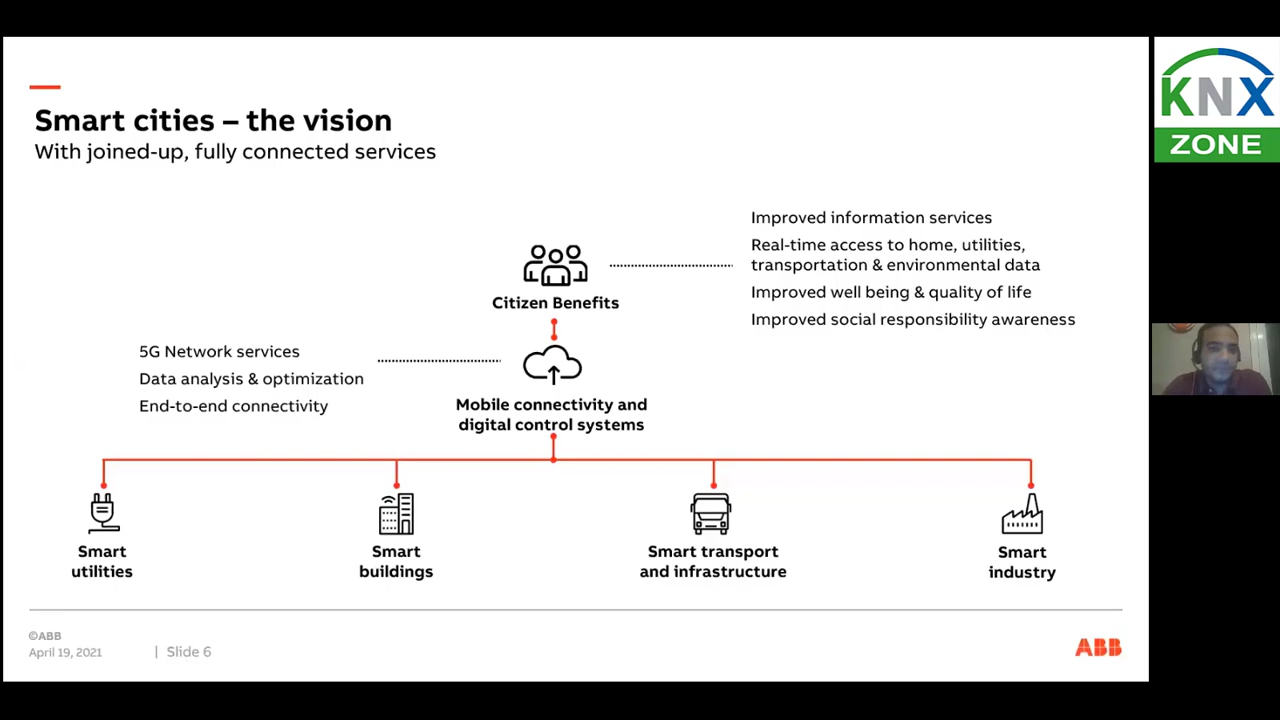 Smart cities – the vision
With joined-up, fully connected services
KNX
ZONE
Improved information services
Real-time access to home, utilities,
transportation & environmental data
Improved well being & quality of life
Improved social responsibility awareness
Citizen Benefits
5G Network services
Data analysis & optimization
End-to-end connectivity
Mobile connectivity and
digital control systems
Smart
utilities
Smart
buildings
Smart transport
and infrastructure
Smart
industry
©ABB
April 19, 2021 | Slide 6
ABB